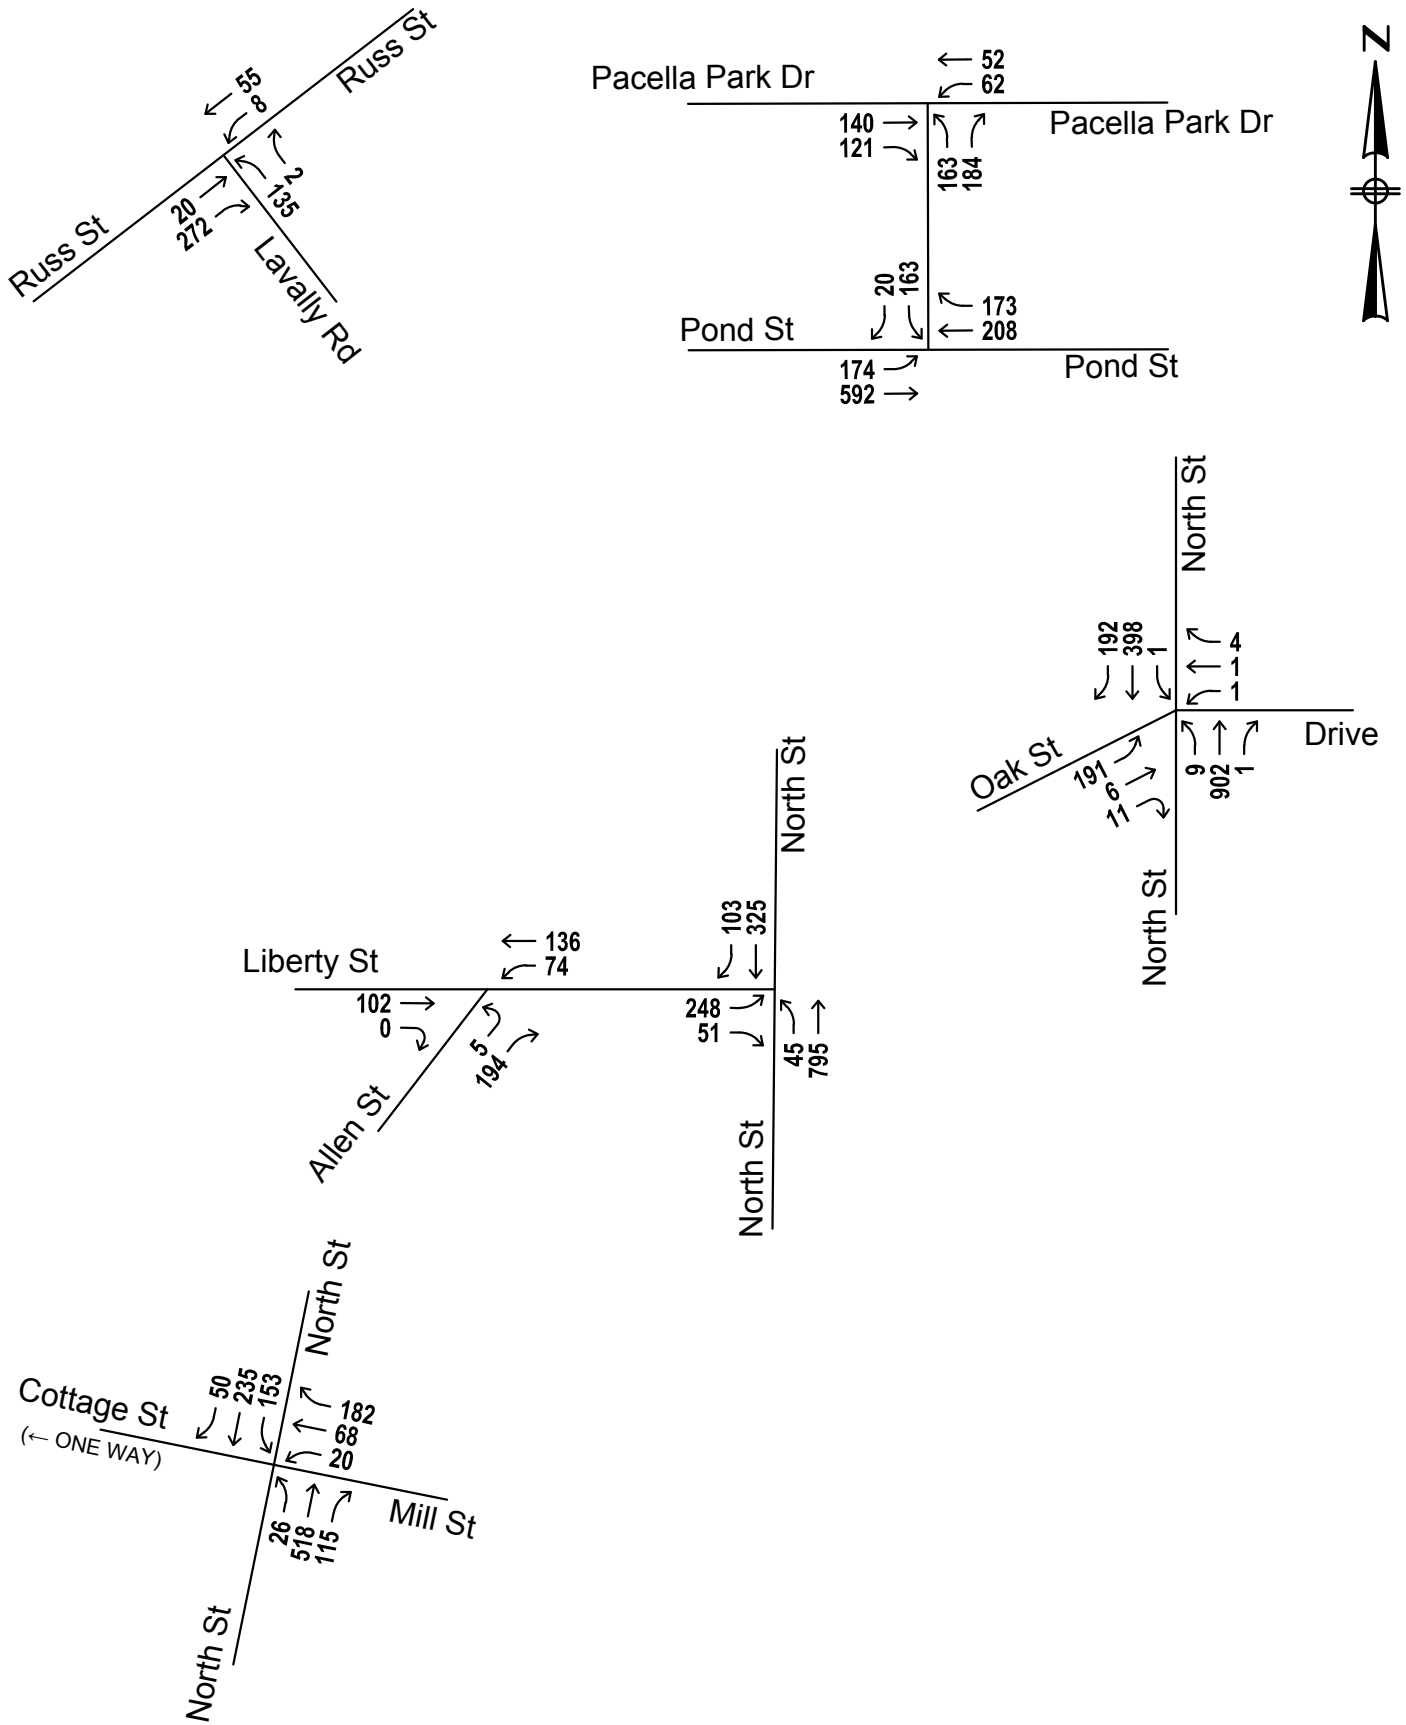 Russ St
55
8
2
135
20
272
Russ St
Lavally Rd
Pacella Park Dr
52
62
Pacella Park Dr
140
121
163
184
20
163
173
208
Pond St
174
592
Pond St
N
North St
192
398
1
4
1
1
Drive
Oak St
191
6
11
9
902
1
North St
North St
103
325
136
74
Liberty St
102
0
5
194
248
51
45
795
Allen St
North St
North St
50
235
153
182
68
20
Cottage St
(← ONE WAY)
26
518
115
Mill St
North St